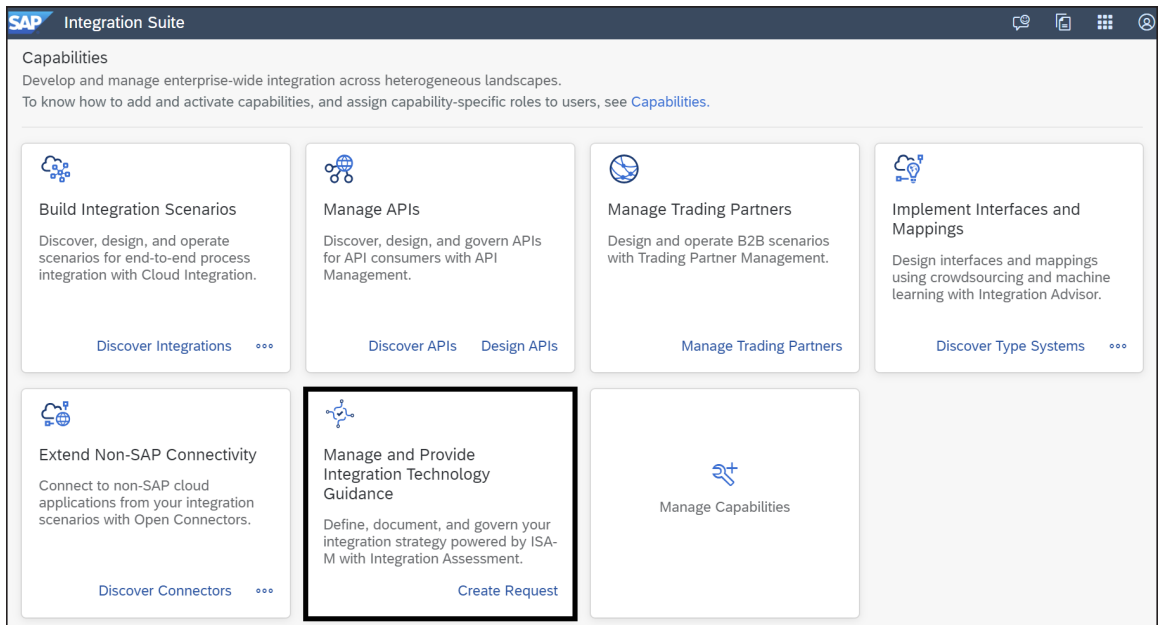 SAP Integration Suite
Capabilities
Develop and manage enterprise-wide integration across heterogeneous landscapes.
To know how to add and activate capabilities, and assign capability-specific roles to users, see Capabilities.
Build Integration Scenarios
Discover, design, and operate
scenarios for end-to-end process
integration with Cloud Integration.
Discover Integrations
Manage APIs
Discover, design, and govern APIs
for API consumers with API
Management.
Discover APIs Design APIs
Manage Trading Partners
Design and operate B2B scenarios
with Trading Partner Management.
Manage Trading Partners
Implement Interfaces and
Mappings
Design interfaces and mappings
using crowdsourcing and machine
learning with Integration Advisor.
Discover Type Systems
Extend Non-SAP Connectivity
Connect to non-SAP cloud
applications from your integration
scenarios with Open Connectors.
Discover Connectors
Manage and Provide
Integration Technology
Guidance
Define, document, and govern your
integration strategy powered by ISA-
M with Integration Assessment.
Create Request
Manage Capabilities